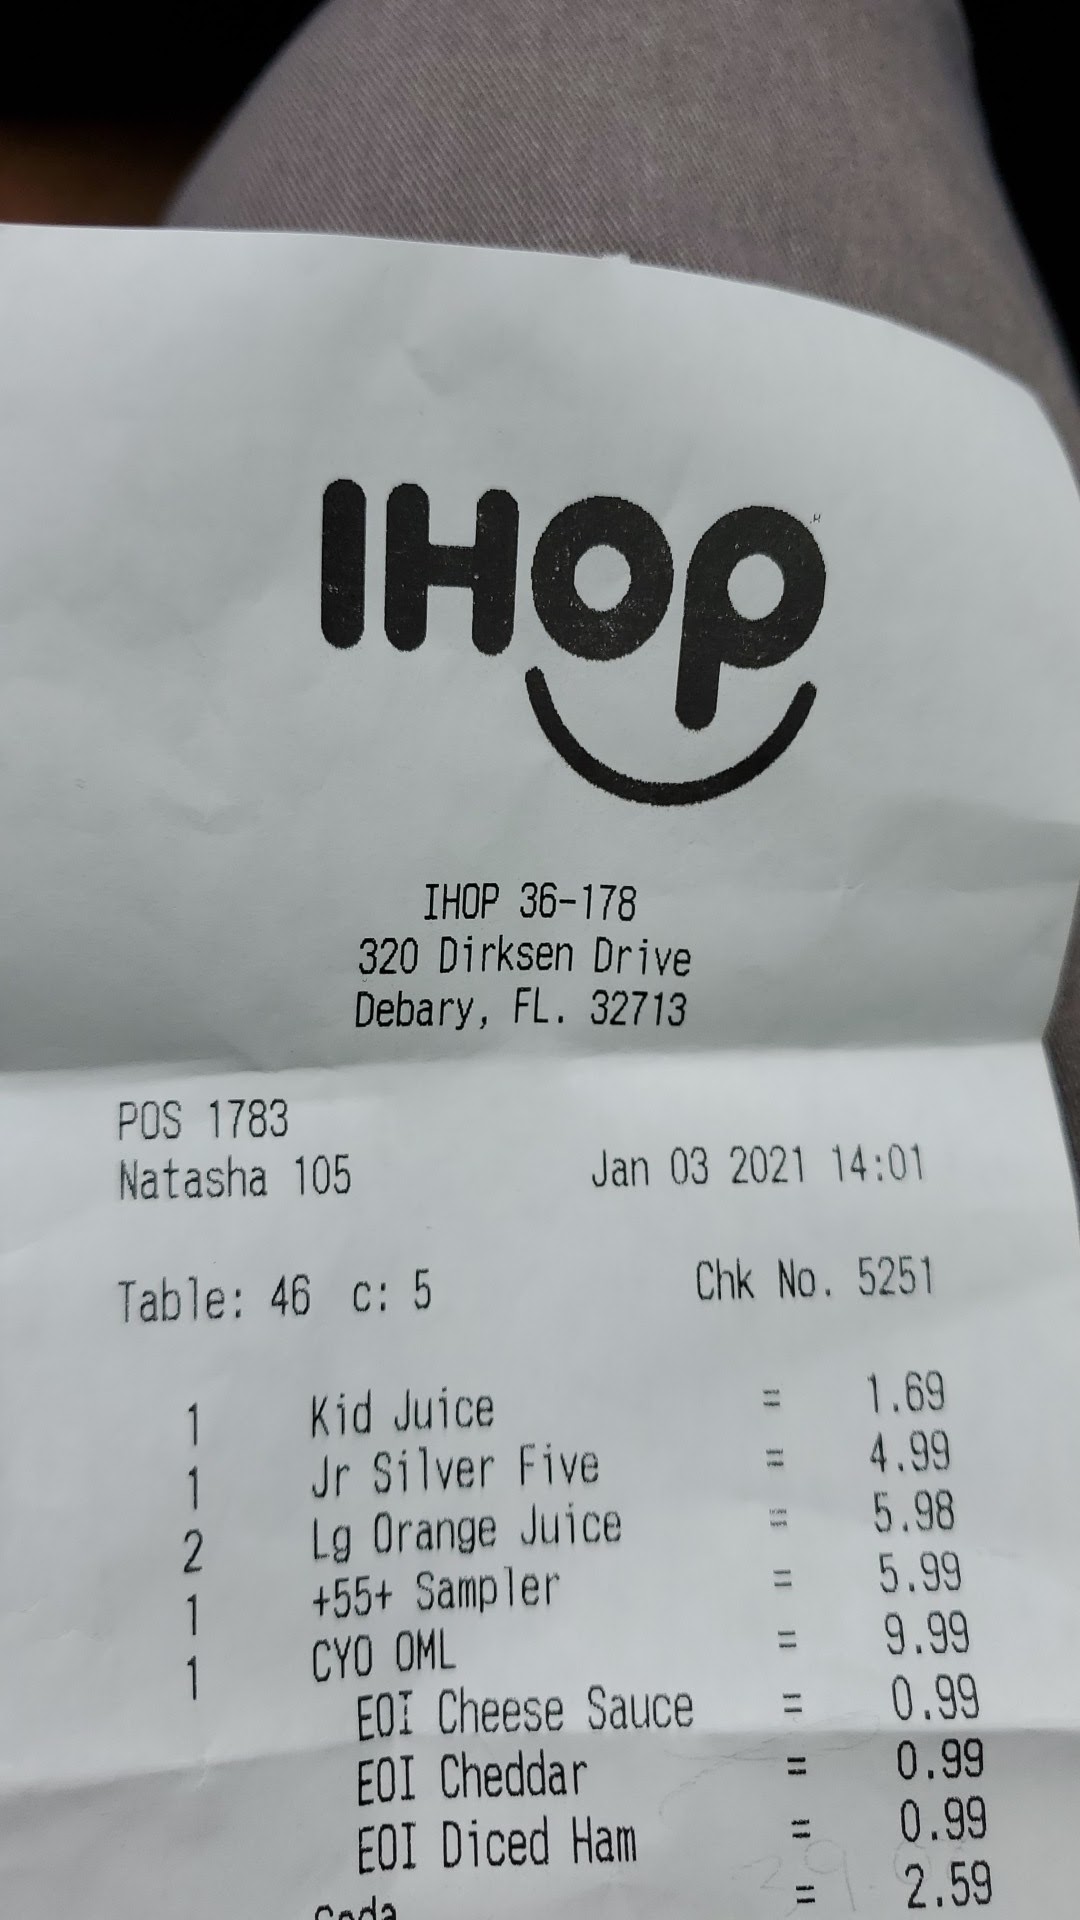 IHOP
IHOP 36-178
320 Dirksen Drive
Debary, FL. 32713
POS 1783
Natasha 105 Jan 03 2021 14:01
Table: 46 c: 5 Chk No. 5251
1 Kid Juice = 1.69
1 Jr Silver Five = 4.99
2 Lg Orange Juice = 5.98
1 +55+ Sampler = 5.99
1 CYO OML = 9.99
EOI Cheese Sauce = 0.99
EOI Cheddar = 0.99
EOI Diced Ham = 0.99
Soda = 2.59